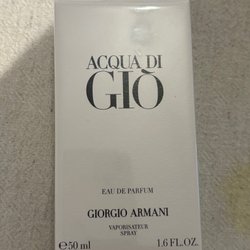 ACQUA DI
GIÒ
EAU DE PARFUM
GIORGIO ARMANI
VAPORISATEUR
SPRAY
℮50 ml 1.6 FL.OZ.